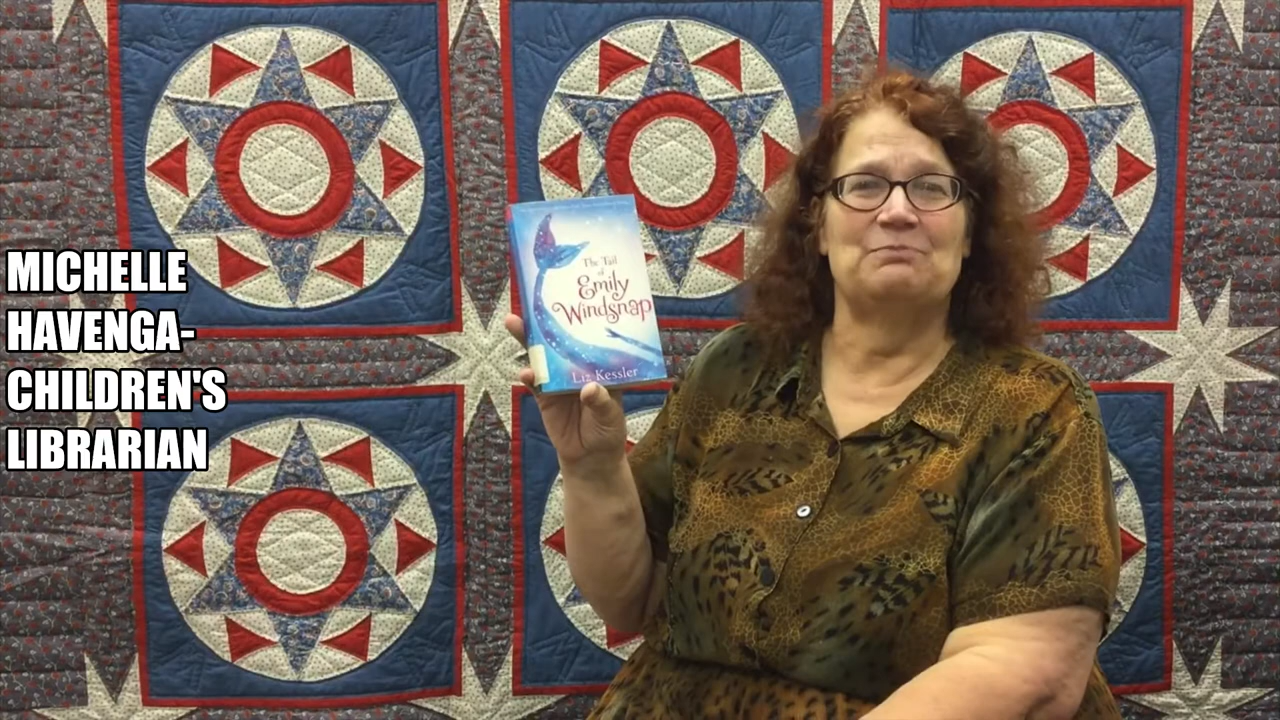 MICHELLE
HAVENGA-
CHILDREN'S
LIBRARIAN
The Tail
of
Emily
Windsnap
Liz Kessler